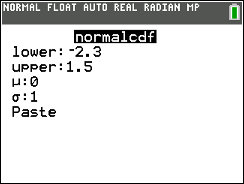 NORMAL FLOAT AUTO REAL RADIAN MP
normalcdf
lower:-2.3
upper:1.5
μ:0
σ:1
Paste